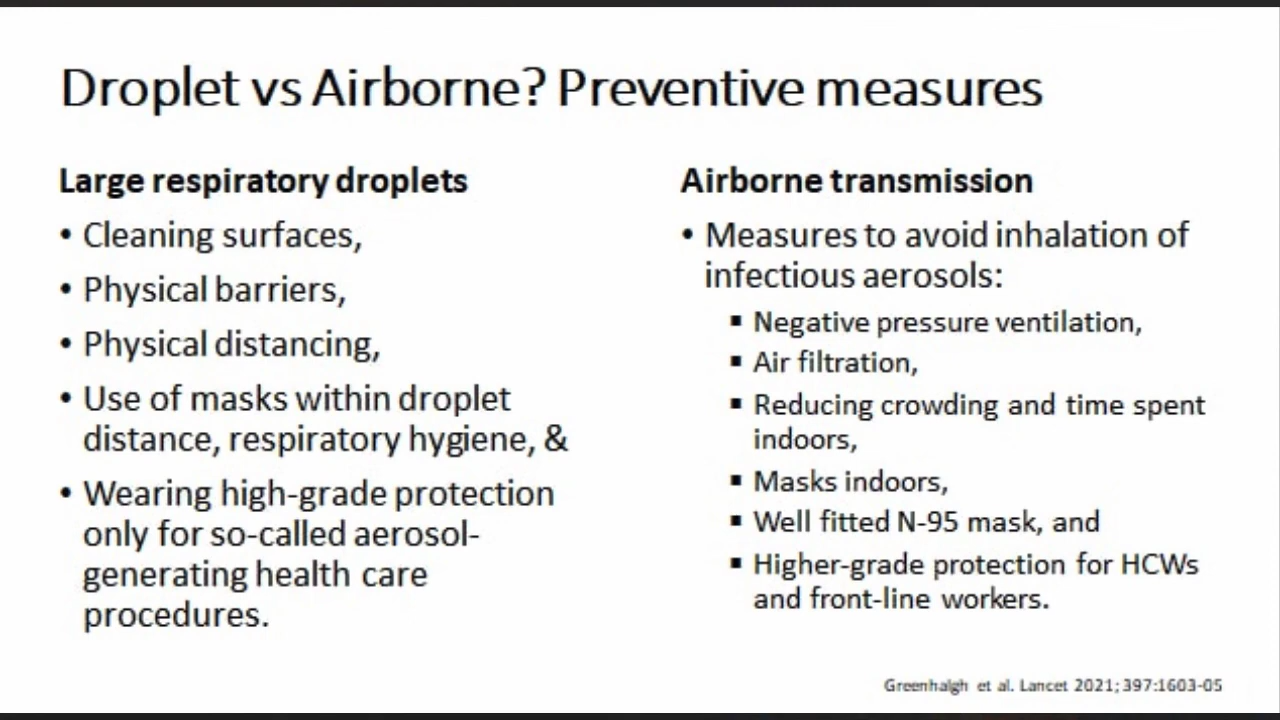 Droplet vs Airborne? Preventive measures
Large respiratory droplets
• Cleaning surfaces,
• Physical barriers,
• Physical distancing,
• Use of masks within droplet
distance, respiratory hygiene, &
• Wearing high-grade protection
only for so-called aerosol-
generating health care
procedures.
Airborne transmission
• Measures to avoid inhalation of
infectious aerosols:
▪ Negative pressure ventilation,
▪ Air filtration,
▪ Reducing crowding and time spent
indoors,
▪ Masks indoors,
▪ Well fitted N-95 mask, and
▪ Higher-grade protection for HCWs
and front-line workers.
Greenhalgh et al. Lancet 2021; 397:1603-05